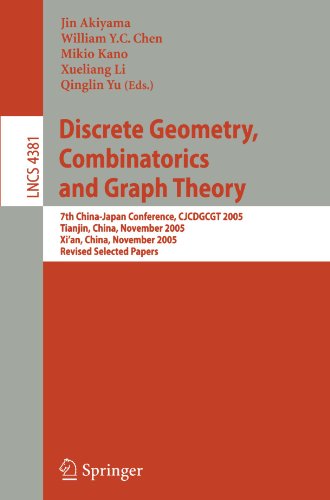 Jin Akiyama
William Y.C. Chen
Mikio Kano
Xueliang Li
Qinglin Yu (Eds.)
LNCS 4381
Discrete Geometry,
Combinatorics
and Graph Theory
7th China-Japan Conference, CJCDGCGT 2005
Tianjin, China, November 2005
Xi'an, China, November 2005
Revised Selected Papers
Springer